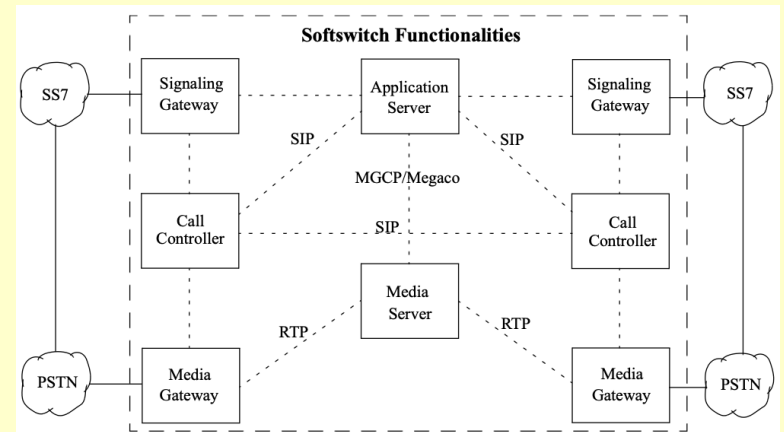 Softswitch Functionalities
SS7
Signaling
Gateway
Application
Server
Signaling
Gateway
SS7
SIP
SIP
MGCP/Megaco
Call
Controller
SIP
Call
Controller
Media
Server
RTP
RTP
PSTN
Media
Gateway
Media
Gateway
PSTN